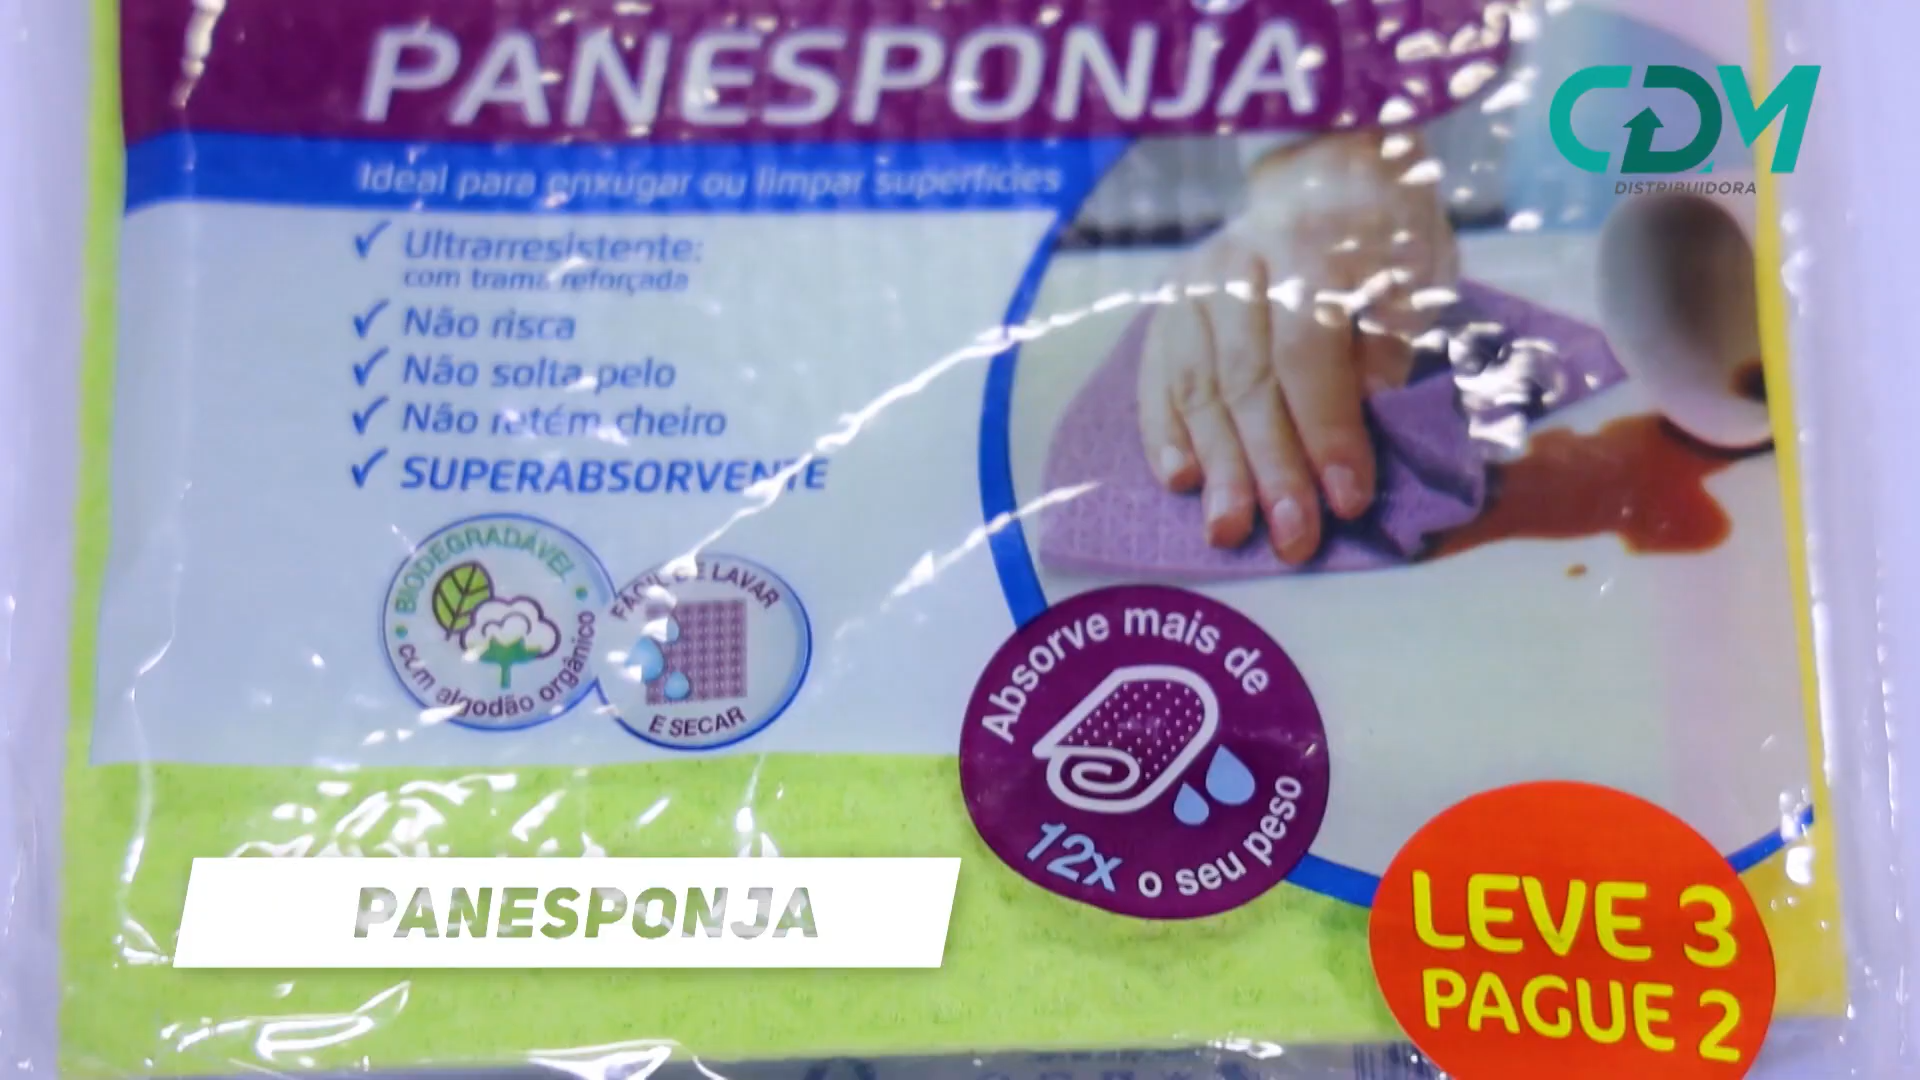 PANESPONJA
CDM
DISTRIBUIDORA
Ideal para enxugar ou limpar superfícies
✓ Ultrarresistente:
com trama reforçada
✓ Não risca
✓ Não solta pelo
✓ Não retém cheiro
✓ SUPERABSORVENTE
BIODEGRADÁVEL
com algodão orgânico
FÁCIL DE LAVAR
E SECAR
Absorve mais de
12x o seu peso
LEVE 3
PAGUE 2
PANESPONJA